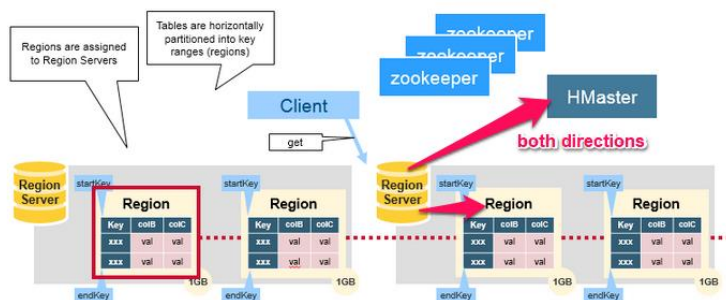 Regions are assigned
to Region Servers
Tables are horizontally
partitioned into key
ranges (regions)
zookeeper
zookeeper
zookeeper
HMaster
Client
get
both directions
Region
Server
startKey
Region
Key colB colC
xxx val val
xxx val val
endKey
1GB
startKey
Region
Key colB colC
xxx val val
xxx val val
endKey
1GB
Region
Server
startKey
Region
Key colB colC
xxx val val
xxx val val
endKey
1GB
startKey
Region
Key colB colC
xxx val val
xxx val val
endKey
1GB